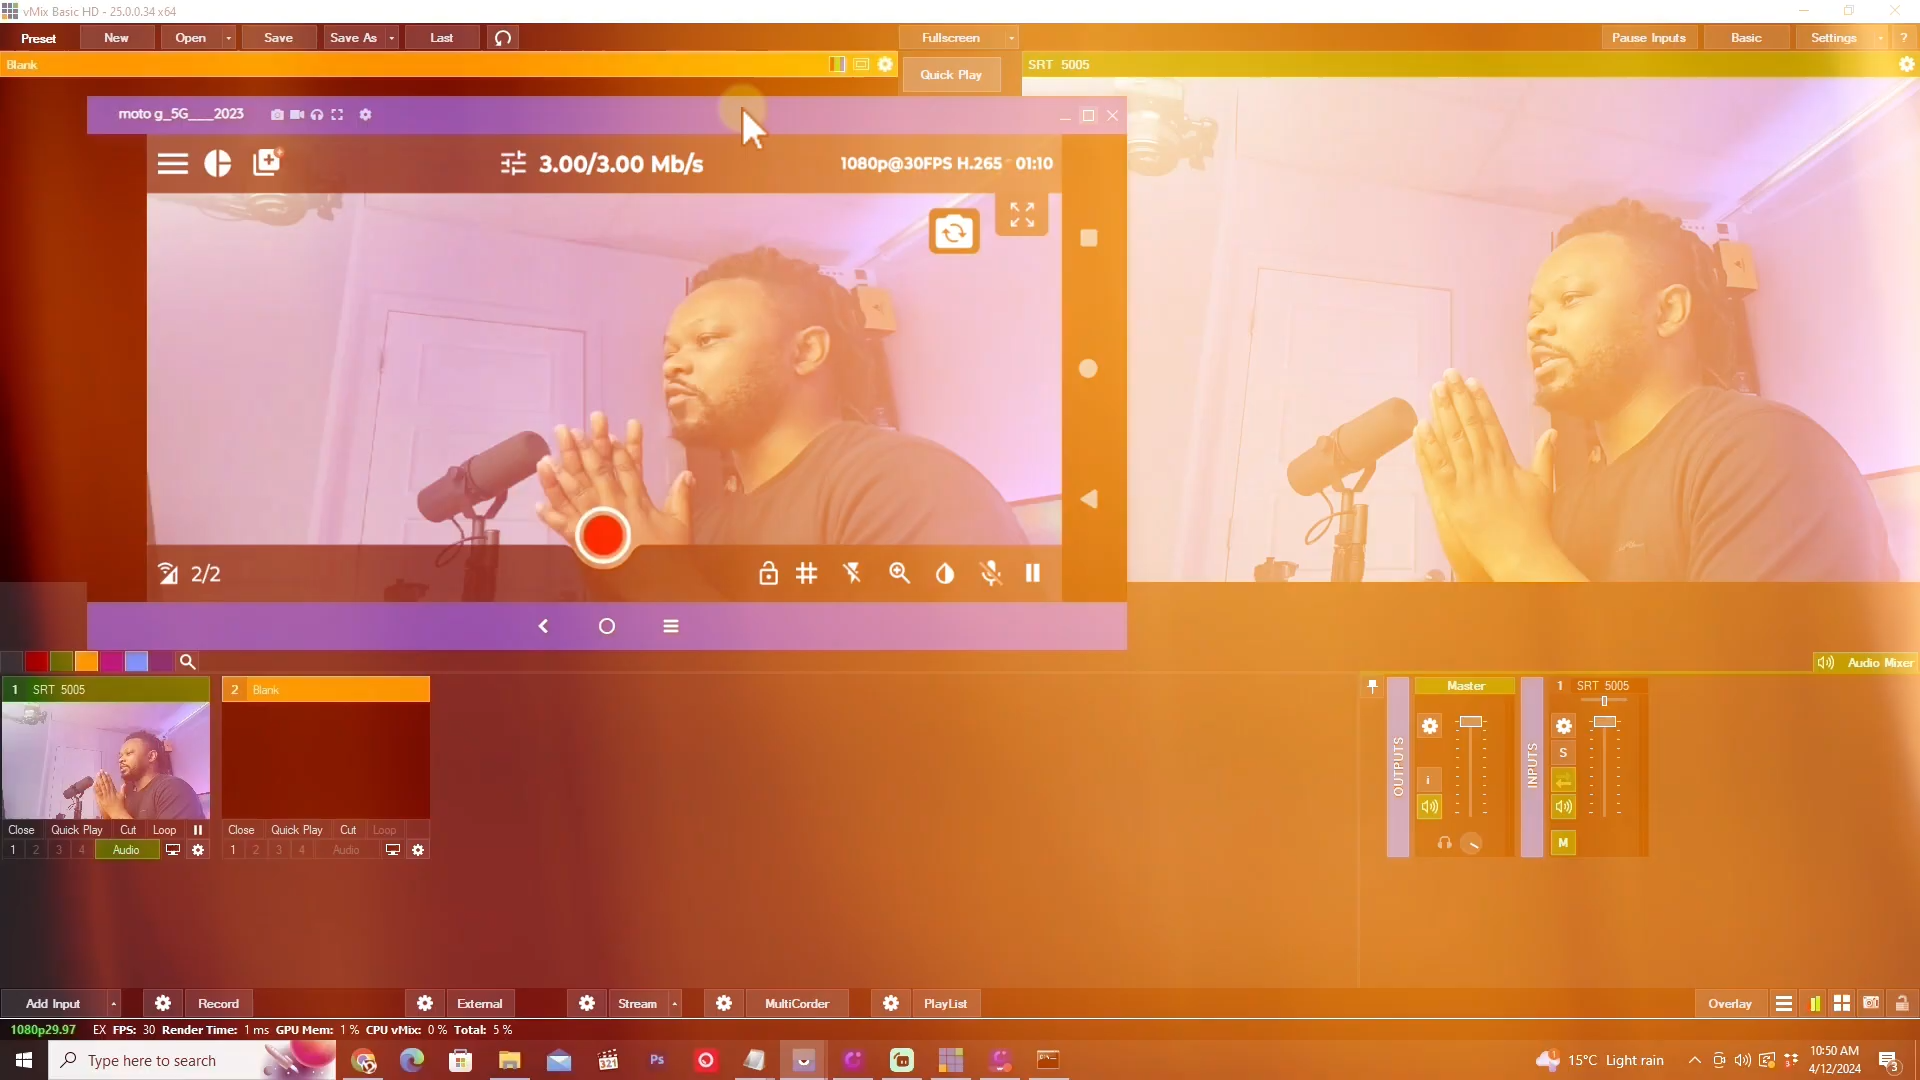 vMix Basic HD - 25.0.0.34 x64
Preset New Open Save Save As Last Fullscreen Pause Inputs Basic Settings ?
Blank Quick Play SRT 5005
moto g_5G___2023
3.00/3.00 Mb/s 1080p@30FPS H.265 01:10
2/2
Audio Mixer
1 SRT 5005 2 Blank Master 1 SRT 5005
OUTPUTS INPUTS
S
i
M
Close Quick Play Cut Loop Close Quick Play Cut Loop
1 2 3 4 Audio 1 2 3 4 Audio
Add Input Record External Stream MultiCorder PlayList Overlay
1080p29.97 EX FPS: 30 Render Time: 1 ms GPU Mem: 1 % CPU vMix: 0 % Total: 5 %
Type here to search 321 Ps 15°C Light rain 10:50 AM
4/12/2024 3